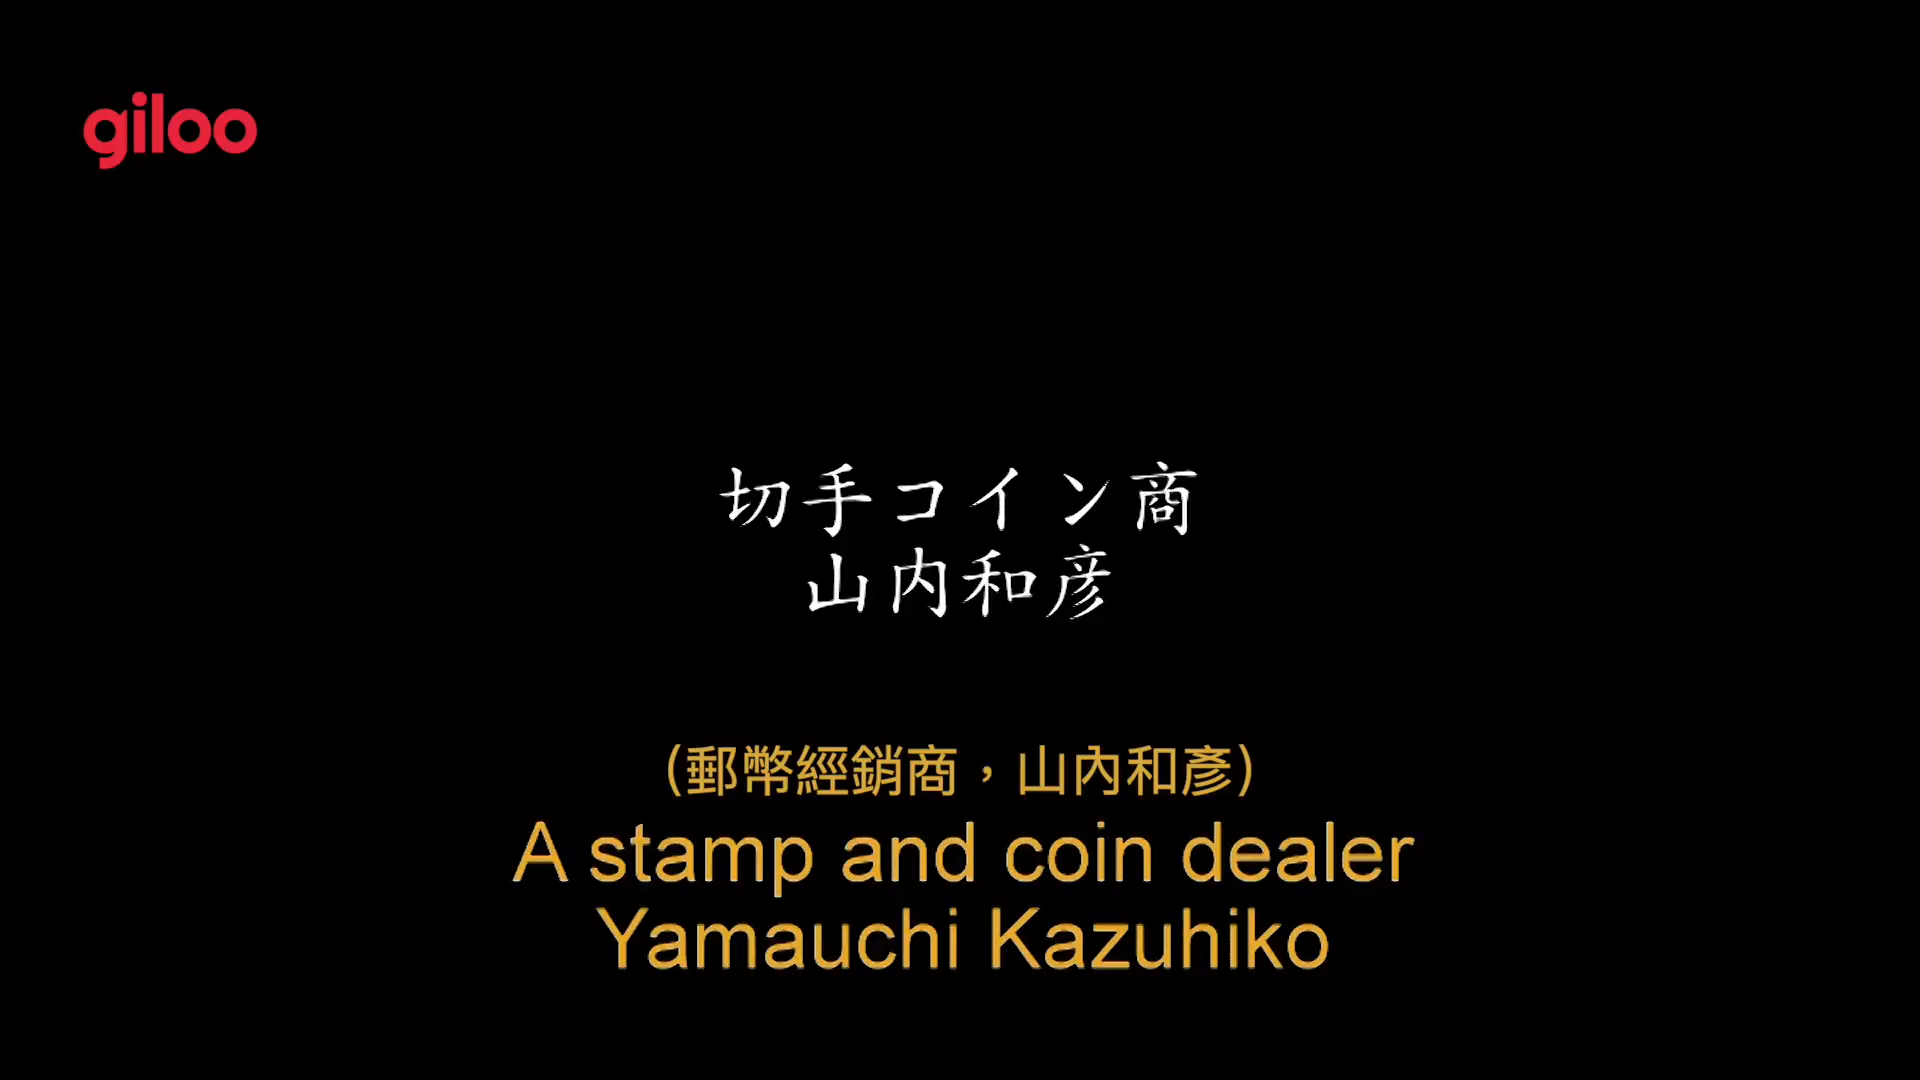 giloo
切手コイン商
山内和彦
(郵幣經銷商，山內和彥)
A stamp and coin dealer
Yamauchi Kazuhiko